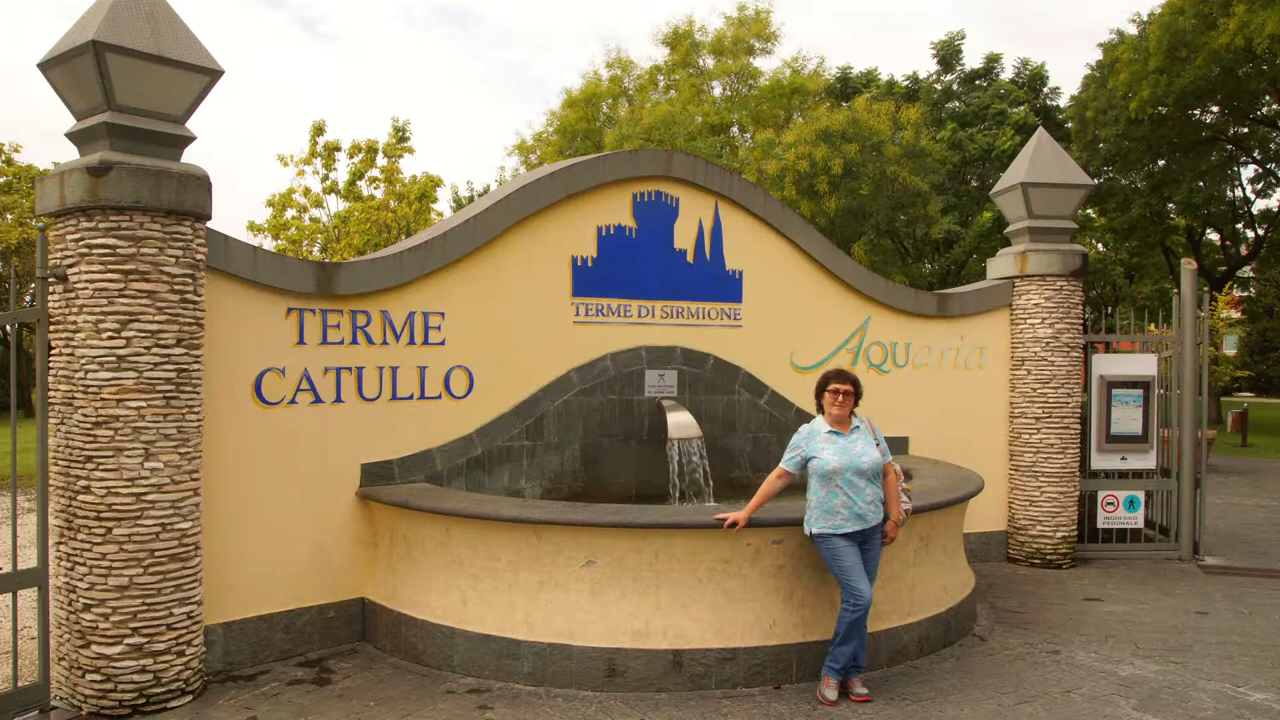 TERME DI SIRMIONE
TERME
CATULLO
AQUaria
INGRESSO
PEDONALE